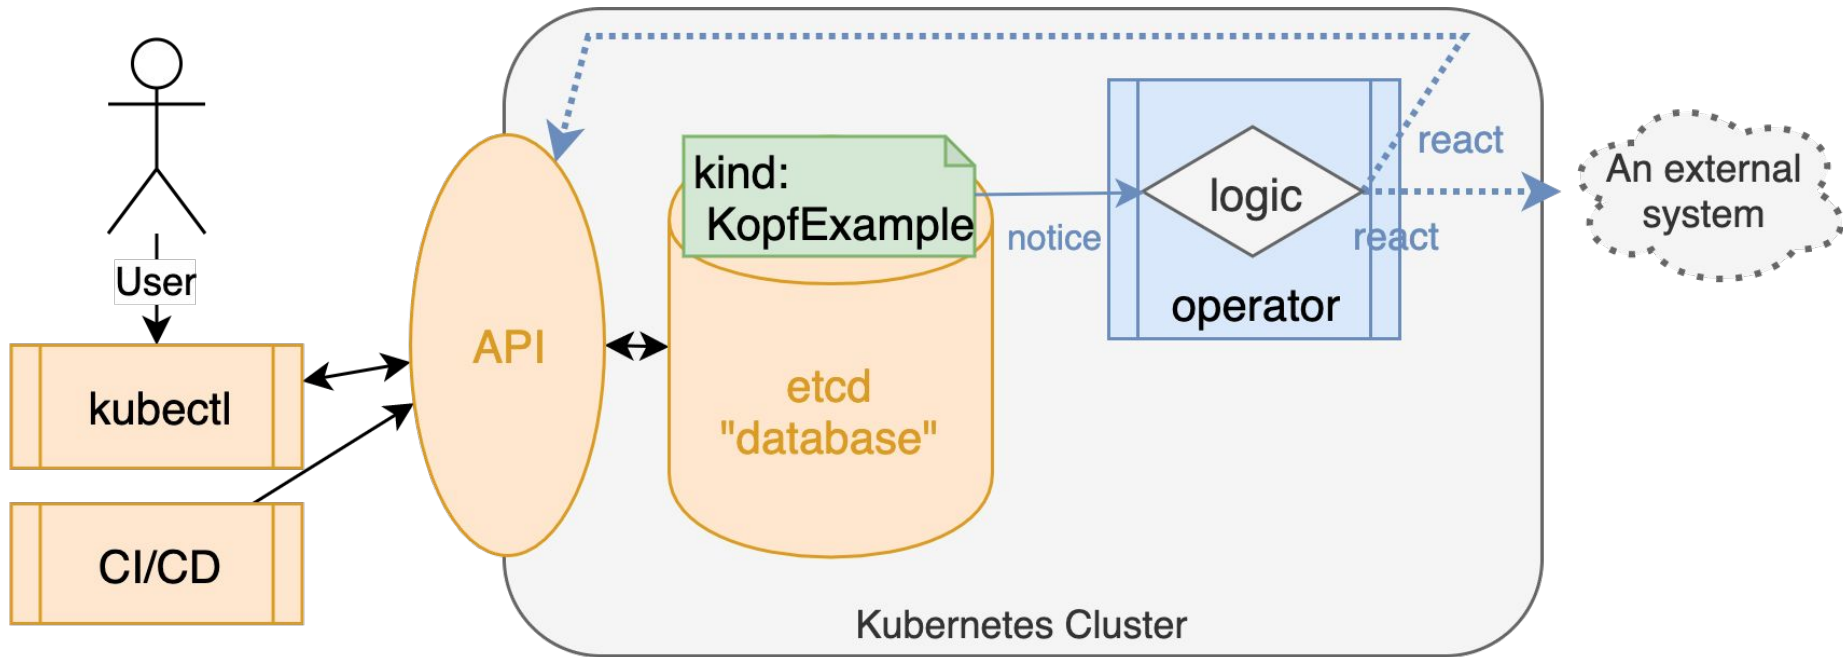 User
kubectl
CI/CD
API
kind:
KopfExample
etcd
"database"
notice
logic
operator
react
react
An external
system
Kubernetes Cluster